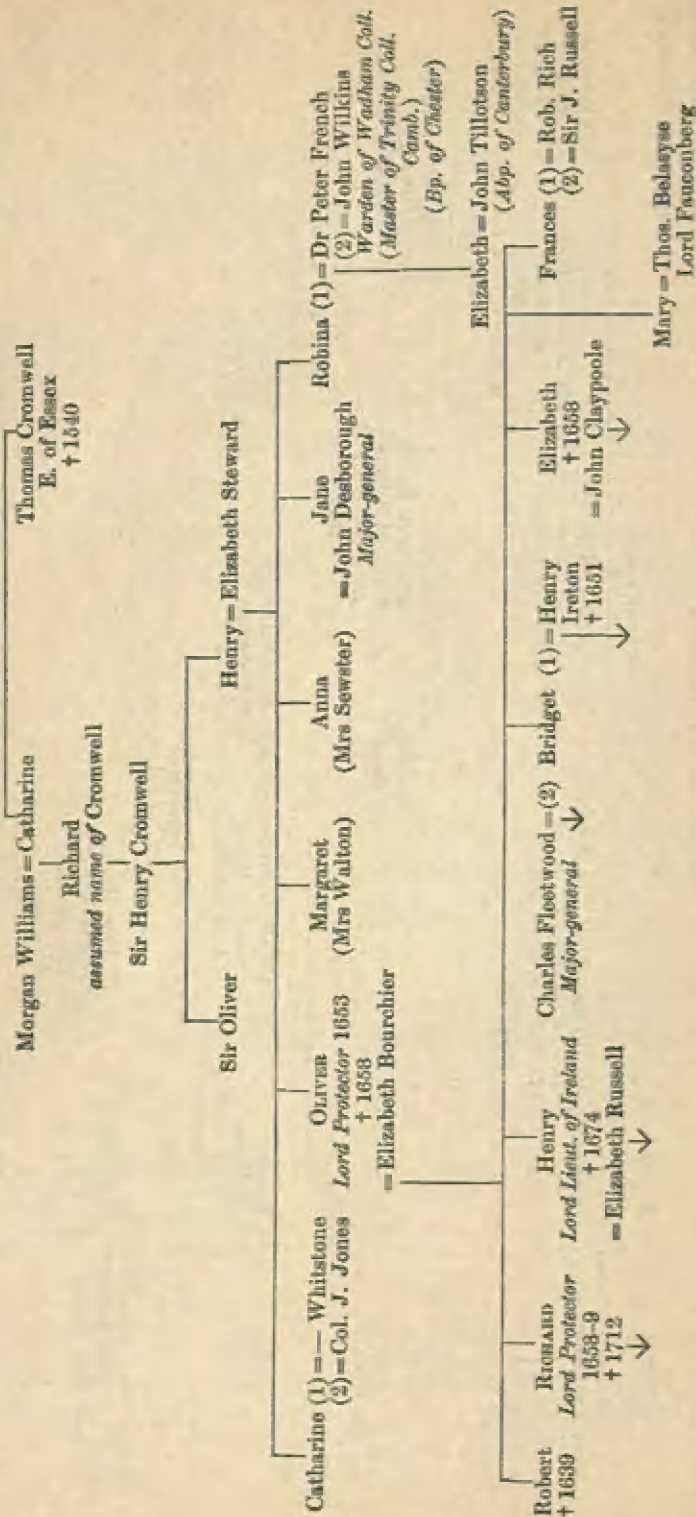 Morgan Williams=Catharine
Thomas Cromwell
E. of Essex
† 1540
Richard
assumed name of Cromwell
Sir Henry Cromwell
Sir Oliver
Henry=Elizabeth Steward
Catharine (1)=— Whitstone
(2)=Col. J. Jones
OLIVER
Lord Protector 1653
† 1658
=Elizabeth Bourchier
Margaret
(Mrs Walton)
Anna
(Mrs Sewster)
Jane
=John Desborough
Major-general
Robina (1)=Dr Peter French
(2)=John Wilkins
Warden of Wadham Coll.
(Master of Trinity Coll.
Camb.)
(Bp. of Chester)
Elizabeth=John Tillotson
(Abp. of Canterbury)
Robert
† 1639
RICHARD
Lord Protector
1658-9
† 1712
Henry
Lord Lieut. of Ireland
† 1674
=Elizabeth Russell
Charles Fleetwood=(2) Bridget (1)=Henry
Major-general
Ireton
† 1651
Elizabeth
† 1658
=John Claypoole
Mary=Thos. Belasyse
Lord Fauconberg
Frances (1)=Rob. Rich
(2)=Sir J. Russell